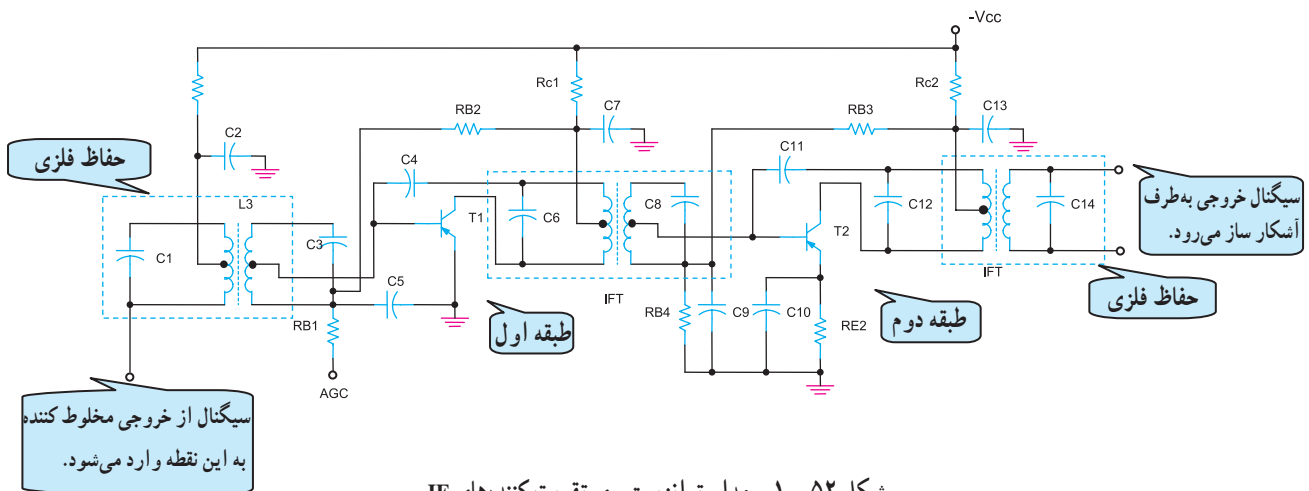 -Vcc
Rc1
Rc2
RB2
C7
RB3
C13
C2
حفاظ فلزی
C4
C11
سیگنال خروجی به‌طرف
آشکار ساز می‌رود.
L3
T1
C6
C8
C12
C14
C3
T2
C1
C5
IFT
IFT
حفاظ فلزی
RB1
طبقه اول
RB4
C9
C10
RE2
طبقه دوم
AGC
سیگنال از خروجی مخلوط کننده
به این نقطه وارد می‌شود.